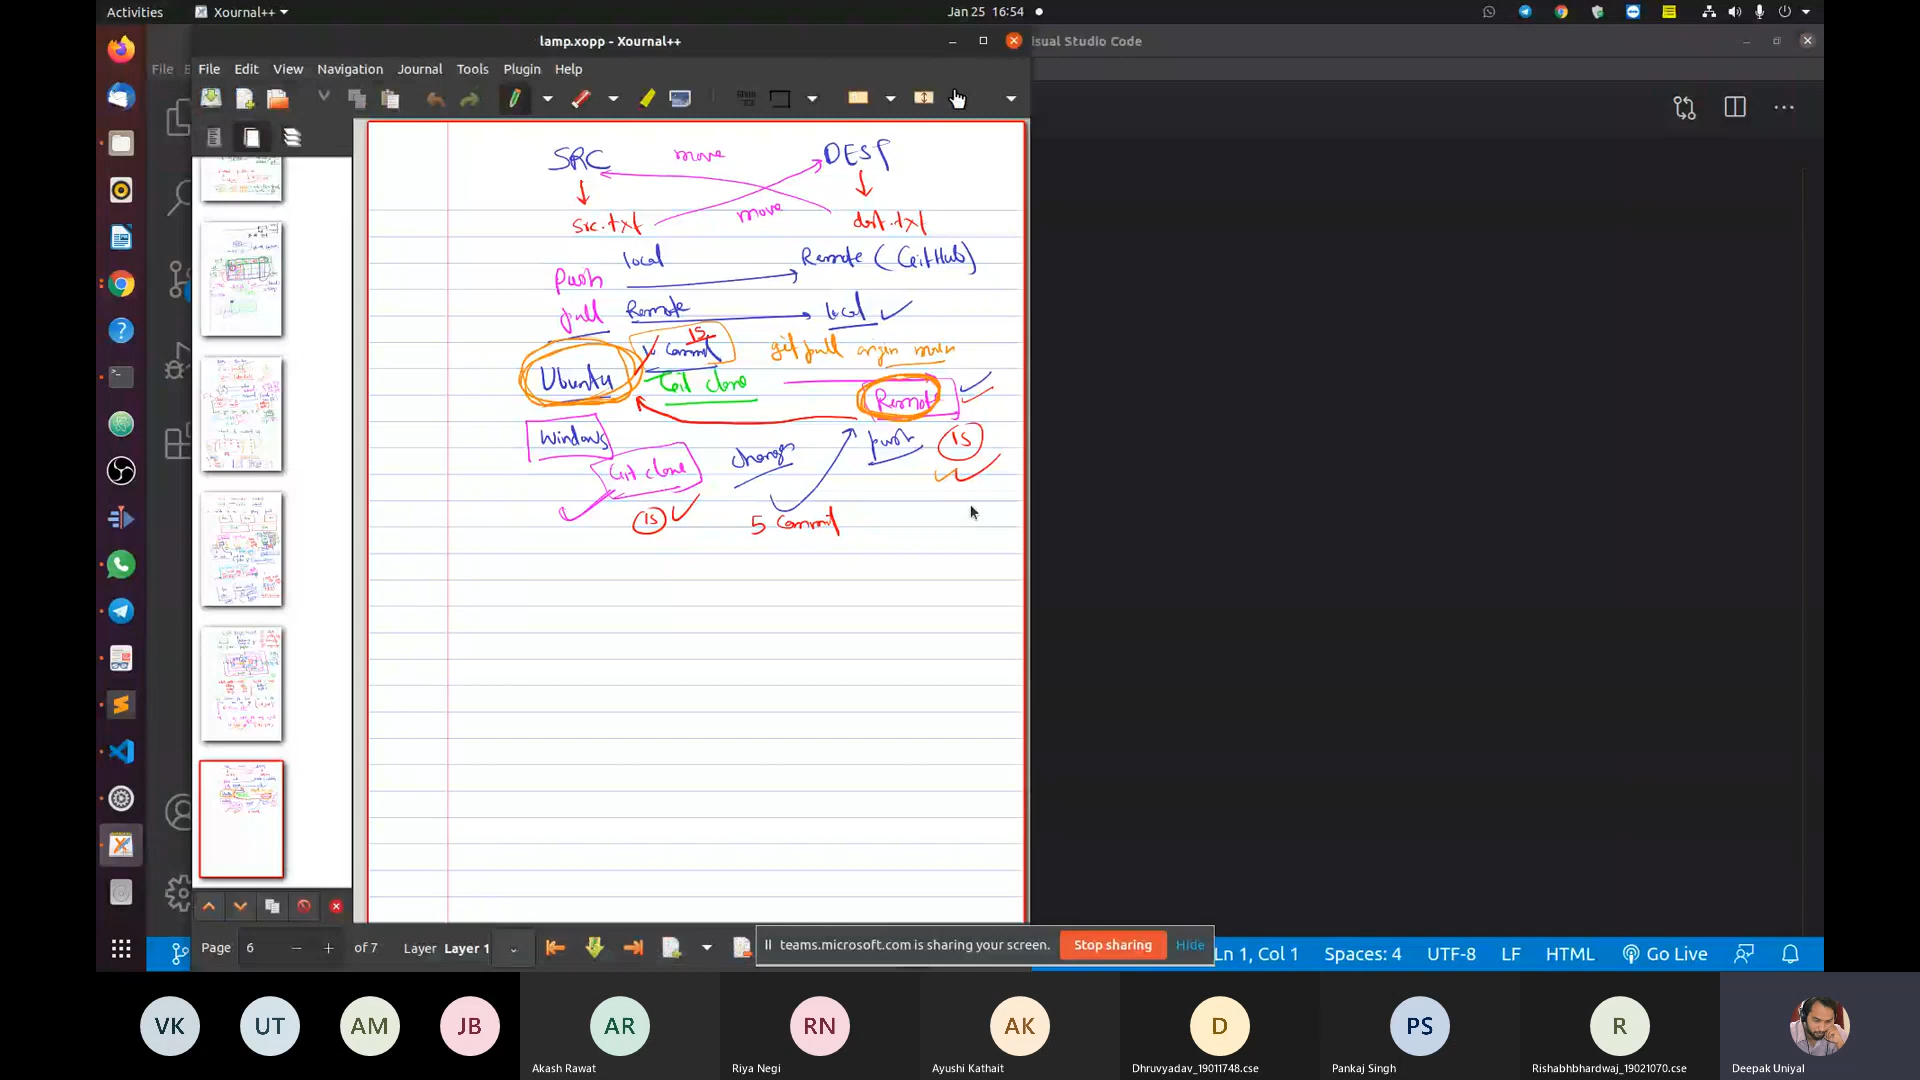 Activities
Xournal++
Jan 25 16:54
lamp.xopp - Xournal++
isual Studio Code
File
File Edit View Navigation Journal Tools Plugin Help
SRC move DEST
src.txt move dest.txt
local Remote (GitHub)
Push
pull Remote local
15
Commit git pull origin main
Ubuntu Git clone
Remote
Windows
Git clone changes push 15
15 5 Commit
Page 6 of 7 Layer Layer 1
teams.microsoft.com is sharing your screen. Stop sharing Hide
Ln 1, Col 1 Spaces: 4 UTF-8 LF HTML Go Live
VK UT AM JB AR RN AK D PS R
Akash Rawat Riya Negi Ayushi Kathait Dhruvyadav_19011748.cse Pankaj Singh Rishabhbhardwaj_19021070.cse Deepak Uniyal